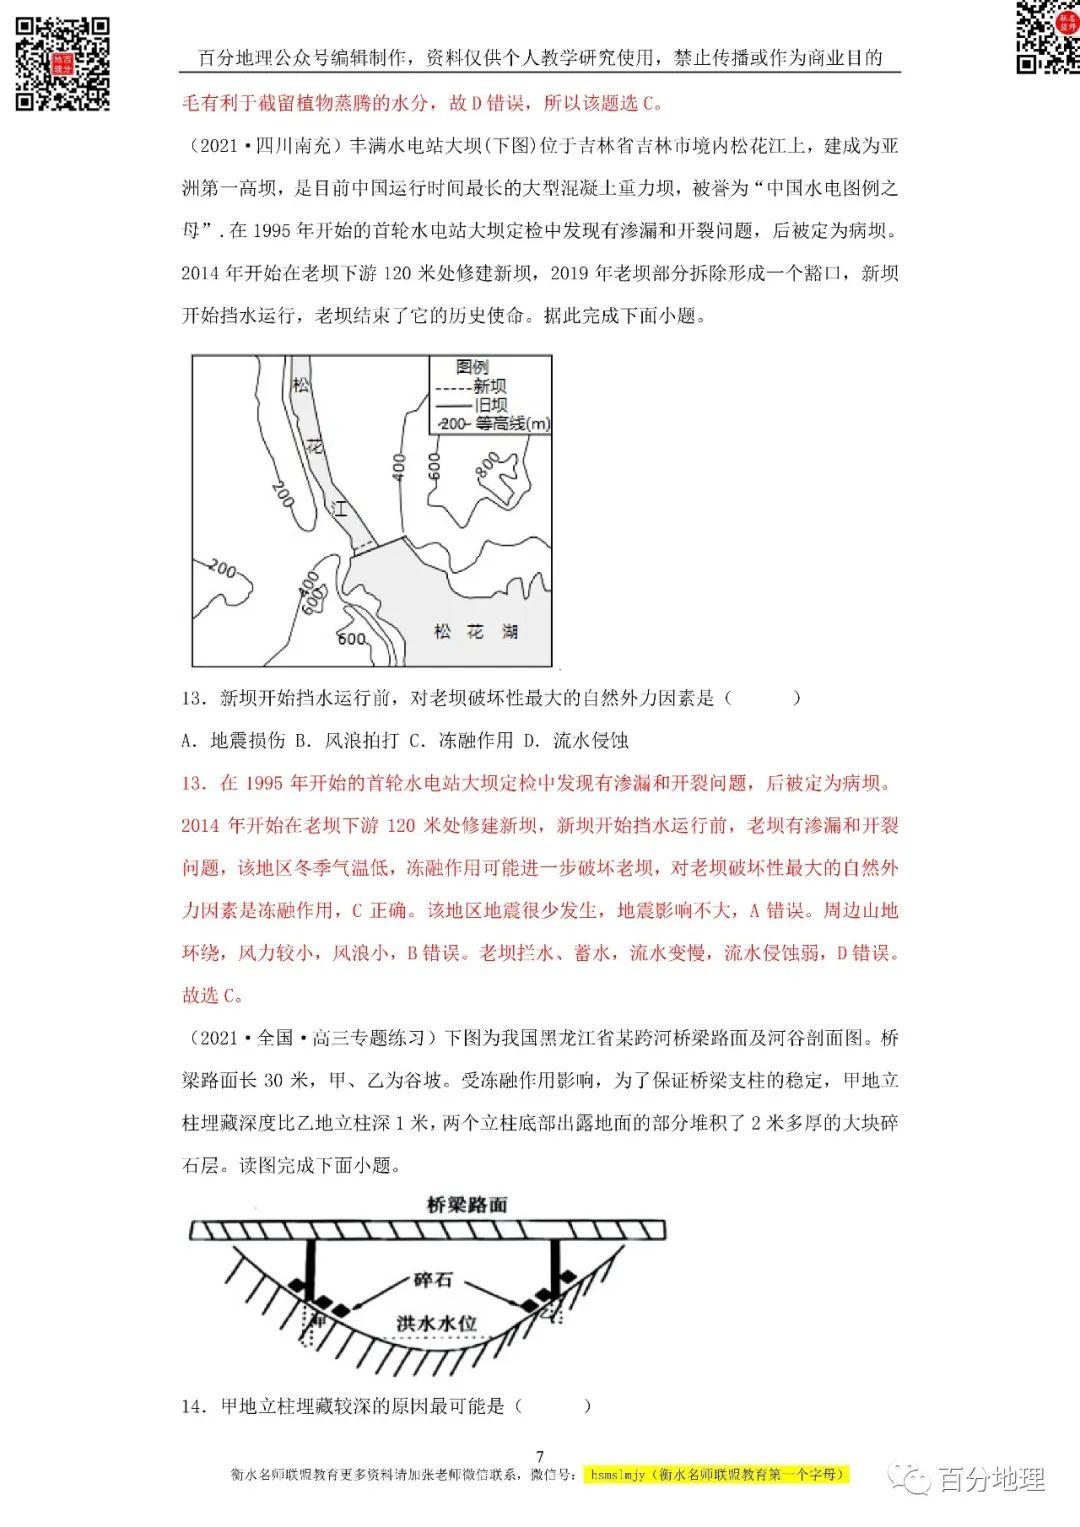 百分地理公众号编辑制作，资料仅供个人教学研究使用，禁止传播或作为商业目的
毛有利于截留植物蒸腾的水分，故D错误，所以该题选C。
（2021·四川南充）丰满水电站大坝(下图)位于吉林省吉林市境内松花江上，建成为亚
洲第一高坝，是目前中国运行时间最长的大型混凝土重力坝，被誉为“中国水电图例之
母”.在1995年开始的首轮水电站大坝定检中发现有渗漏和开裂问题，后被定为病坝。
2014年开始在老坝下游120米处修建新坝，2019年老坝部分拆除形成一个豁口，新坝
开始挡水运行，老坝结束了它的历史使命。据此完成下面小题。
图例
新坝
旧坝
200 等高线(m)
松
花
江
400
600
800
200
200
400
600
600
松 花 湖
13．新坝开始挡水运行前，对老坝破坏性最大的自然外力因素是（　　）
A．地震损伤 B．风浪拍打 C．冻融作用 D．流水侵蚀
13．在1995年开始的首轮水电站大坝定检中发现有渗漏和开裂问题，后被定为病坝。
2014年开始在老坝下游120米处修建新坝，新坝开始挡水运行前，老坝有渗漏和开裂
问题，该地区冬季气温低，冻融作用可能进一步破坏老坝，对老坝破坏性最大的自然外
力因素是冻融作用，C正确。该地区地震很少发生，地震影响不大，A错误。周边山地
环绕，风力较小，风浪小，B错误。老坝拦水、蓄水，流水变慢，流水侵蚀弱，D错误。
故选C。
（2021·全国·高三专题练习）下图为我国黑龙江省某跨河桥梁路面及河谷剖面图。桥
梁路面长30米，甲、乙为谷坡。受冻融作用影响，为了保证桥梁支柱的稳定，甲地立
柱埋藏深度比乙地立柱深1米，两个立柱底部出露地面的部分堆积了2米多厚的大块碎
石层。读图完成下面小题。
桥梁路面
碎石
甲
乙
洪水水位
14．甲地立柱埋藏较深的原因最可能是（　　）
7
衡水名师联盟教育更多资料请加张老师微信联系，微信号： hsmslmjy（衡水名师联盟教育第一个字母）
百分地理